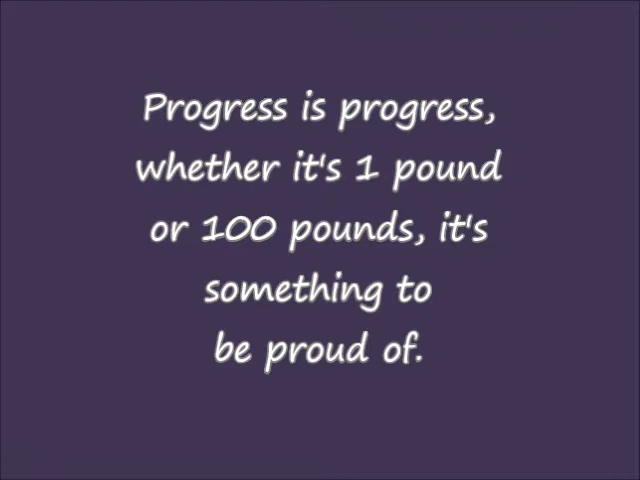 Progress is progress,
whether it's 1 pound
or 100 pounds, it's
something to
be proud of.